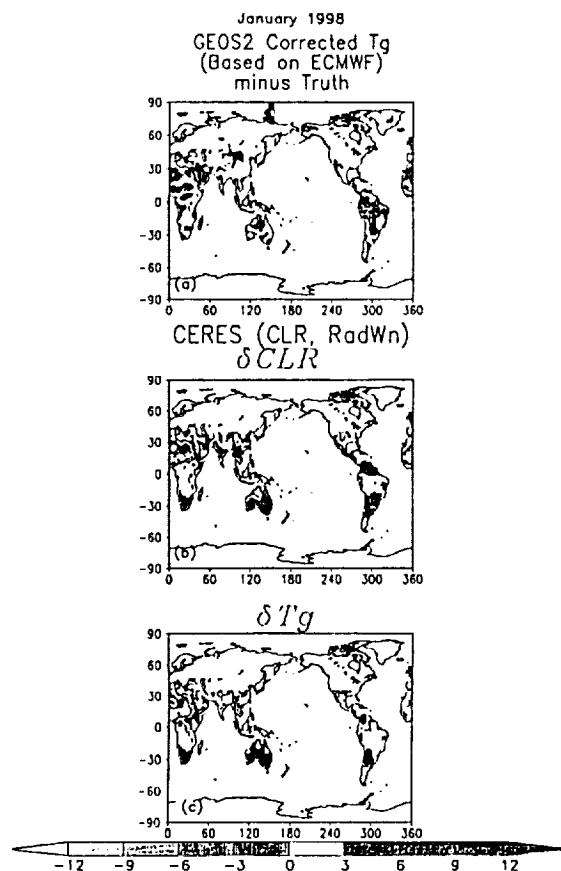 January 1998
GEOS2 Corrected Tg
(Based on ECMWF)
minus Truth
90
60
30
0
-30
-60
-90
(a)
0 60 120 180 240 300 360
CERES (CLR, RadWn)
δCLR
90
60
30
0
-30
-60
-90
(b)
0 60 120 180 240 300 360
δTg
90
60
30
0
-30
-60
-90
(c)
0 60 120 180 240 300 360
-12 -9 -6 -3 0 3 6 9 12